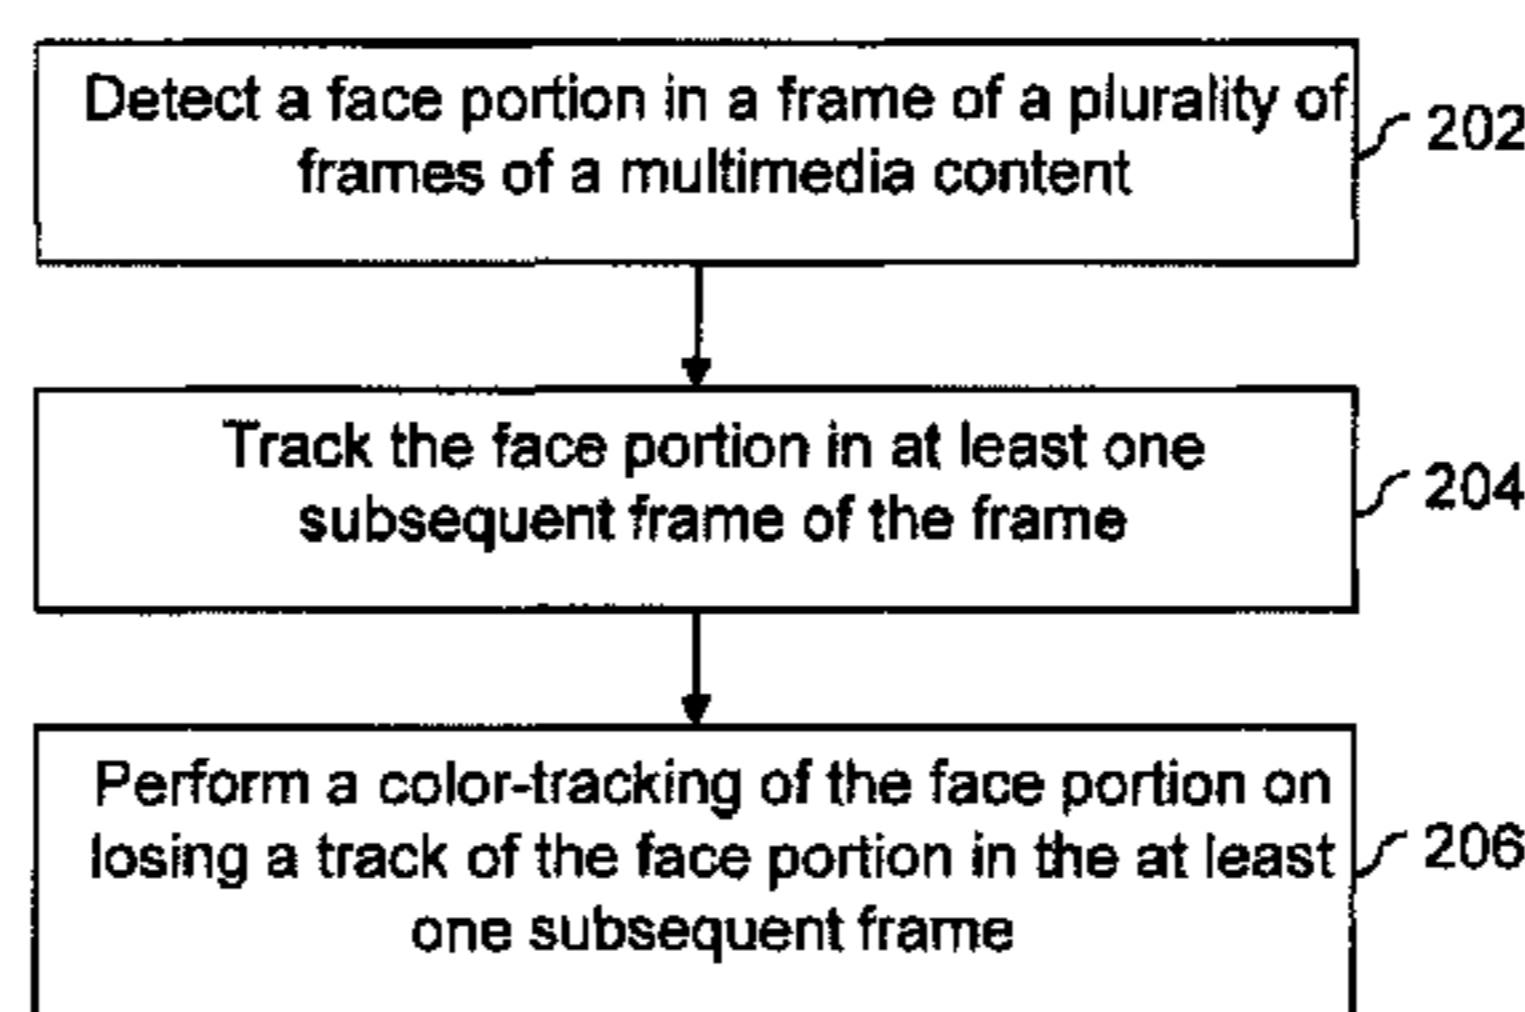 Detect a face portion in a frame of a plurality of
frames of a multimedia content
202
Track the face portion in at least one
subsequent frame of the frame
204
Perform a color-tracking of the face portion on
losing a track of the face portion in the at least
one subsequent frame
206